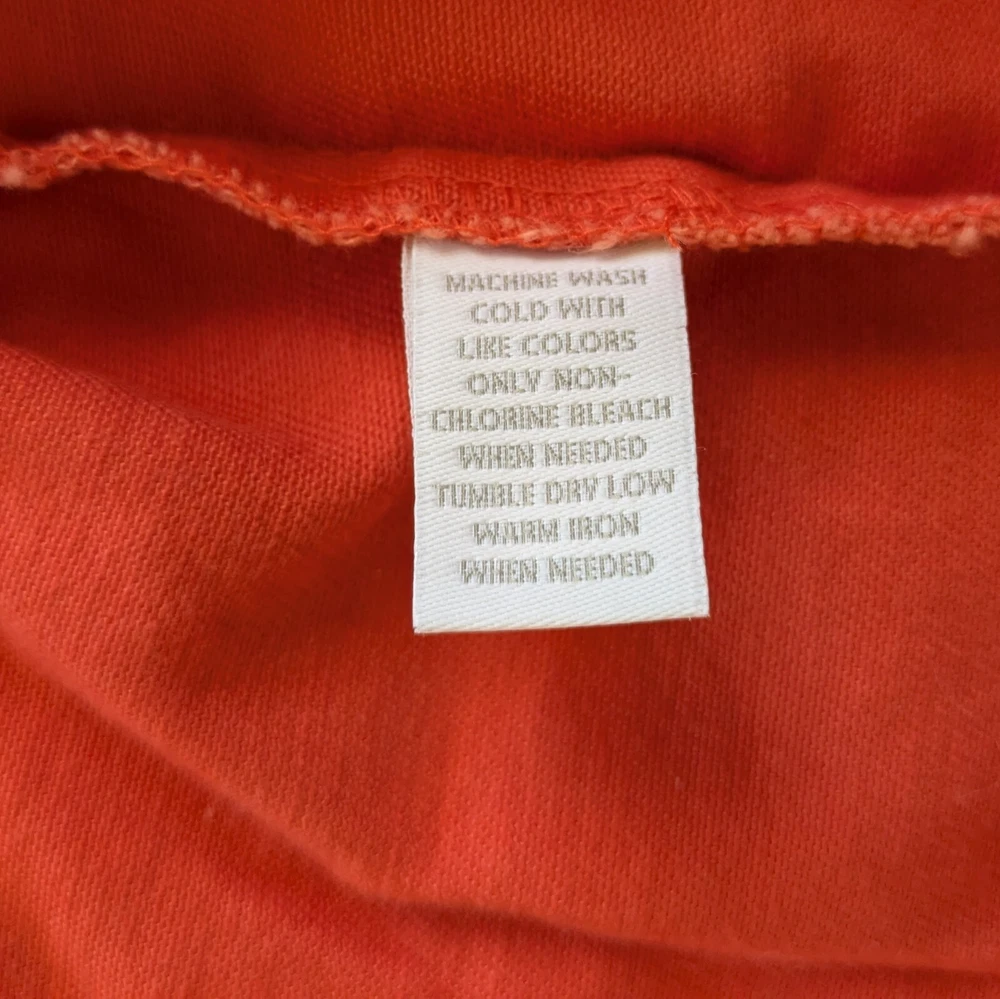 MACHINE WASH
COLD WITH
LIKE COLORS
ONLY NON-
CHLORINE BLEACH
WHEN NEEDED
TUMBLE DRY LOW
WARM IRON
WHEN NEEDED